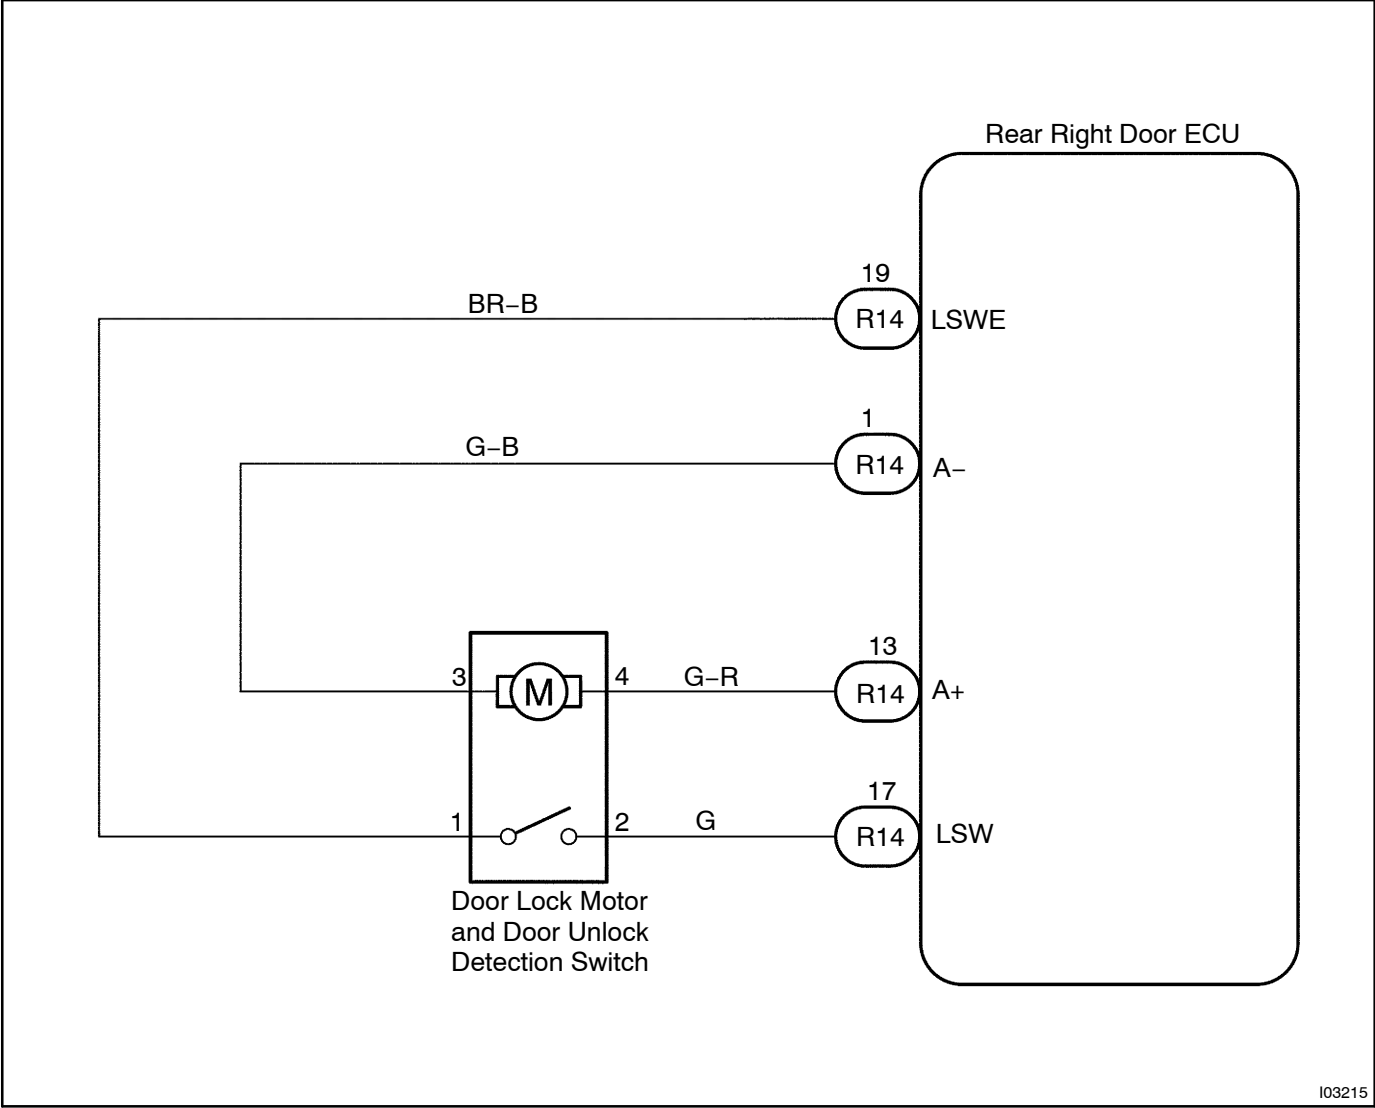 Rear Right Door ECU
19
BR–B
R14 LSWE
1
G–B
R14 A–
13
3 M 4 G–R
R14 A+
17
1 2 G
R14 LSW
Door Lock Motor
and Door Unlock
Detection Switch
I03215